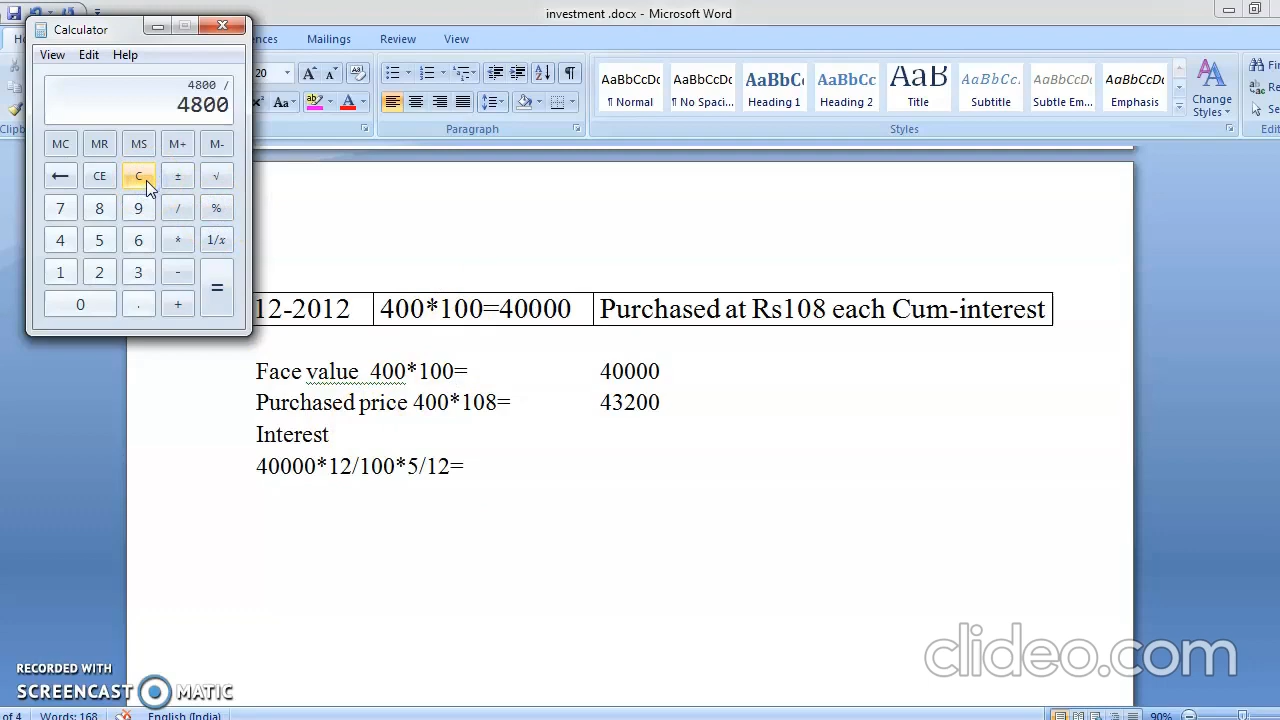 investment .docx - Microsoft Word
Calculator
View Edit Help
Mailings Review View
4800 /
4800
MC MR MS M+ M-
← CE C ± √
7 8 9 / %
4 5 6 * 1/x
1 2 3 -
0 . + =
20
Paragraph
AaBbCcDc AaBbCcDc AaBbC AaBbCc AaB AaBbCcI AaBbCcDc AaBbCcDc
¶ Normal ¶ No Spaci... Heading 1 Heading 2 Title Subtitle Subtle Em... Emphasis
Change
Styles
Styles
12-2012 400*100=40000 Purchased at Rs108 each Cum-interest
Face value 400*100= 40000
Purchased price 400*108= 43200
Interest
40000*12/100*5/12=
clideo.com
RECORDED WITH
SCREENCAST MATIC
of 4 Words: 168 English (India) 90%